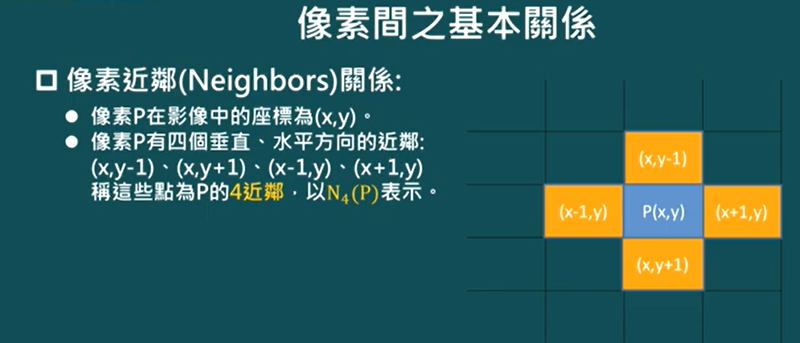 像素間之基本關係
像素近鄰(Neighbors)關係:
像素P在影像中的座標為(x,y)。
像素P有四個垂直、水平方向的近鄰:
(x,y-1)、(x,y+1)、(x-1,y)、(x+1,y)
稱這些點為P的4近鄰，以N₄(P)表示。
(x,y-1)
(x-1,y)
P(x,y)
(x+1,y)
(x,y+1)